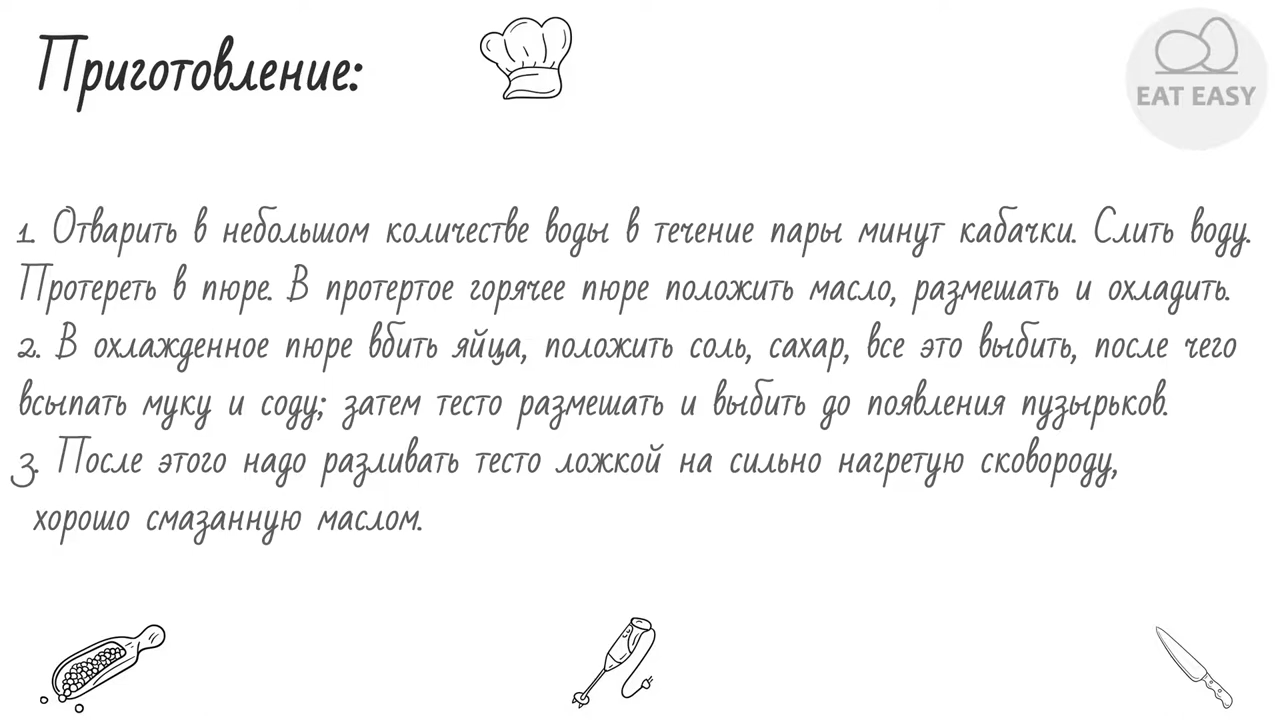 Приготовление:
EAT EASY
1. Отварить в небольшом количестве воды в течение пары минут кабачки. Слить воду.
Протереть в пюре. В протертое горячее пюре положить масло, размешать и охладить.
2. В охлажденное пюре вбить яйца, положить соль, сахар, все это выбить, после чего
всыпать муку и соду; затем тесто размешать и выбить до появления пузырьков.
3. После этого надо разливать тесто ложкой на сильно нагретую сковороду,
хорошо смазанную маслом.